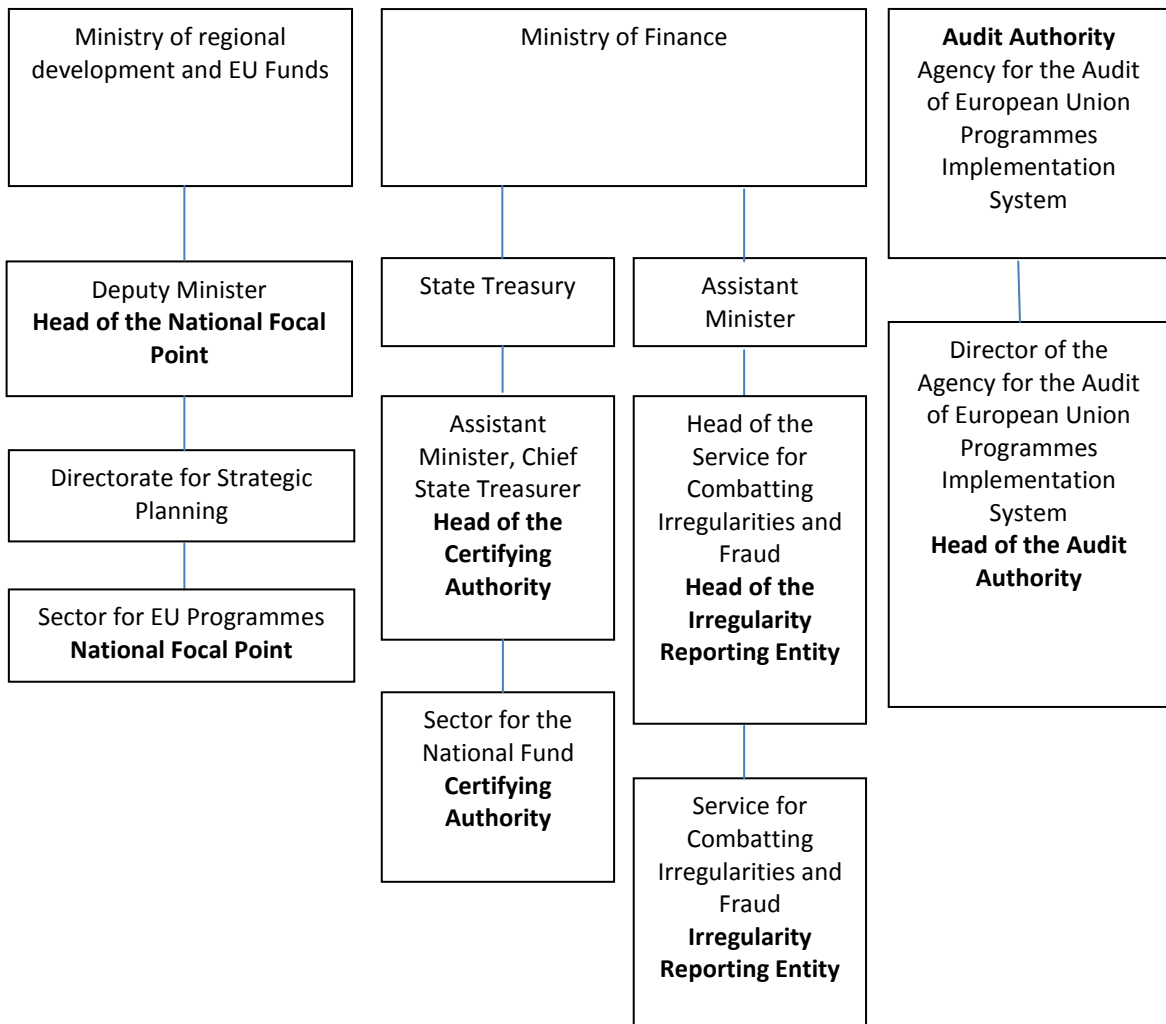 Ministry of regional
development and EU Funds
Deputy Minister
Head of the National Focal
Point
Directorate for Strategic
Planning
Sector for EU Programmes
National Focal Point
Ministry of Finance
State Treasury
Assistant
Minister, Chief
State Treasurer
Head of the
Certifying
Authority
Sector for the
National Fund
Certifying
Authority
Assistant
Minister
Head of the
Service for
Combatting
Irregularities and
Fraud
Head of the
Irregularity
Reporting Entity
Service for
Combatting
Irregularities and
Fraud
Irregularity
Reporting Entity
Audit Authority
Agency for the Audit
of European Union
Programmes
Implementation
System
Director of the
Agency for the Audit
of European Union
Programmes
Implementation
System
Head of the Audit
Authority